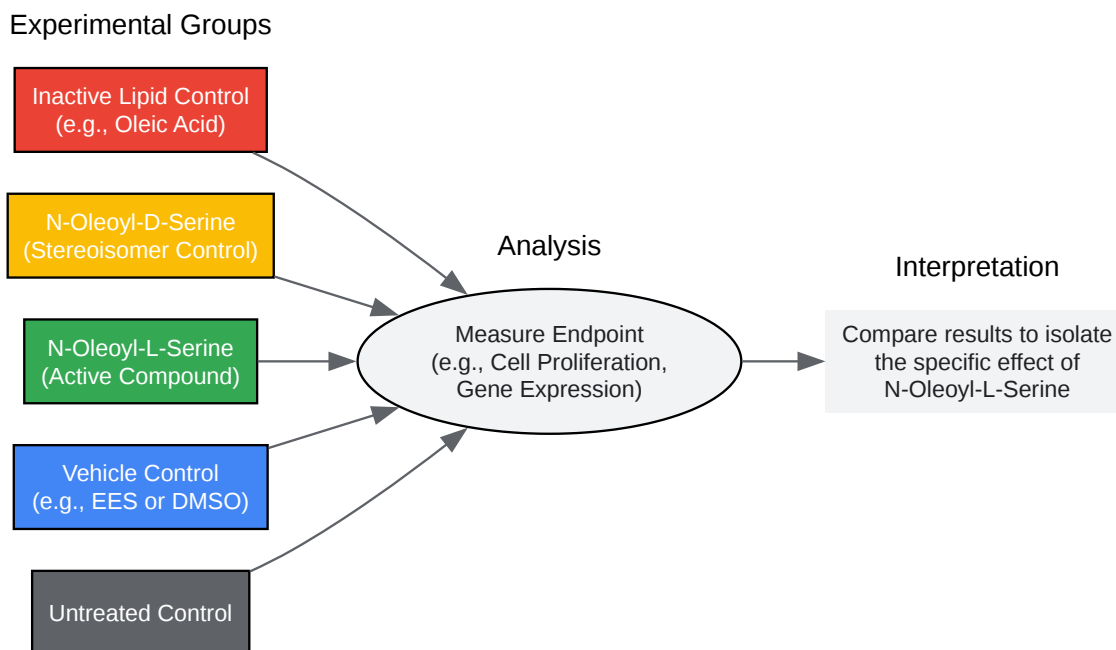 Experimental Groups
Inactive Lipid Control
(e.g., Oleic Acid)
N-Oleoyl-D-Serine
(Stereoisomer Control)
N-Oleoyl-L-Serine
(Active Compound)
Vehicle Control
(e.g., EES or DMSO)
Untreated Control
Analysis
Measure Endpoint
(e.g., Cell Proliferation,
Gene Expression)
Interpretation
Compare results to isolate
the specific effect of
N-Oleoyl-L-Serine